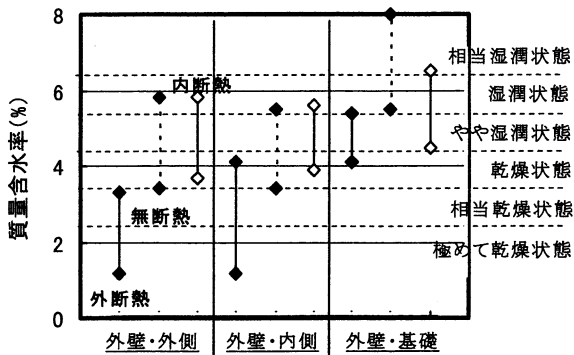 質量含水率(%)
8
6
4
2
0
内断熱
無断熱
外断熱
相当湿潤状態
湿潤状態
やや湿潤状態
乾燥状態
相当乾燥状態
極めて乾燥状態
外壁・外側
外壁・内側
外壁・基礎